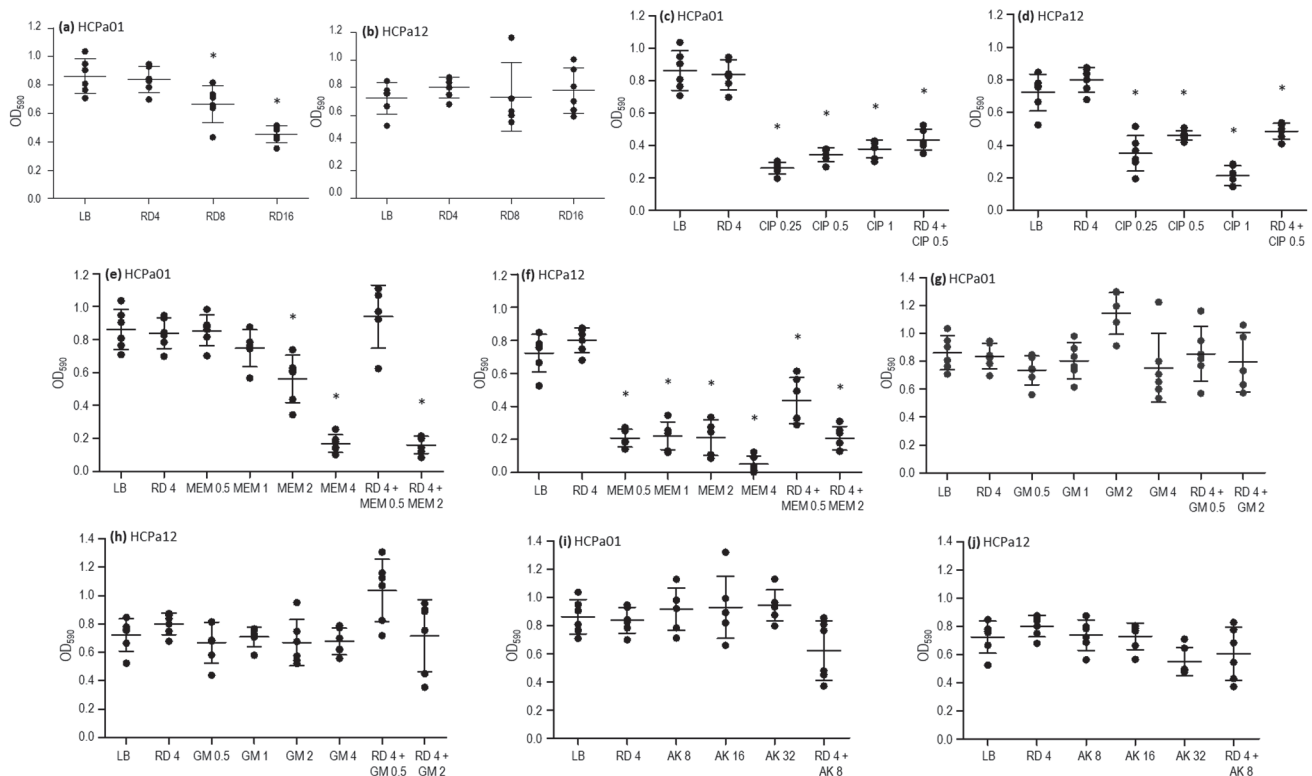 (a) HCPa01
OD590
1.2
1.0
0.8
0.6
0.4
0.2
0.0
*
*
LB
RD4
RD8
RD16
(b) HCPa12
1.2
1.0
0.8
0.6
0.4
0.2
0.0
LB
RD4
RD8
RD16
(c) HCPa01
OD590
1.2
1.0
0.8
0.6
0.4
0.2
0.0
*
*
*
*
LB
RD 4
CIP 0.25
CIP 0.5
CIP 1
RD 4 +
CIP 0.5
(d) HCPa12
1.2
1.0
0.8
0.6
0.4
0.2
0.0
*
*
*
*
LB
RD 4
CIP 0.25
CIP 0.5
CIP 1
RD 4 +
CIP 0.5
(e) HCPa01
OD590
1.2
1.0
0.8
0.6
0.4
0.2
0.0
*
*
*
LB
RD 4
MEM 0.5
MEM 1
MEM 2
MEM 4
RD 4 +
MEM 0.5
RD 4 +
MEM 2
(f) HCPa12
OD590
1.2
1.0
0.8
0.6
0.4
0.2
0.0
*
*
*
*
*
*
LB
RD 4
MEM 0.5
MEM 1
MEM 2
MEM 4
RD 4 +
MEM 0.5
RD 4 +
MEM 2
(g) HCPa01
OD590
1.4
1.2
1.0
0.8
0.6
0.4
0.2
0.0
LB
RD 4
GM 0.5
GM 1
GM 2
GM 4
RD 4 +
GM 0.5
RD 4 +
GM 2
(h) HCPa12
OD590
1.4
1.2
1.0
0.8
0.6
0.4
0.2
0.0
LB
RD 4
GM 0.5
GM 1
GM 2
GM 4
RD 4 +
GM 0.5
RD 4 +
GM 2
(i) HCPa01
OD590
1.4
1.2
1.0
0.8
0.6
0.4
0.2
0.0
LB
RD 4
AK 8
AK 16
AK 32
RD 4 +
AK 8
(j) HCPa12
OD590
1.4
1.2
1.0
0.8
0.6
0.4
0.2
0.0
LB
RD 4
AK 8
AK 16
AK 32
RD 4 +
AK 8